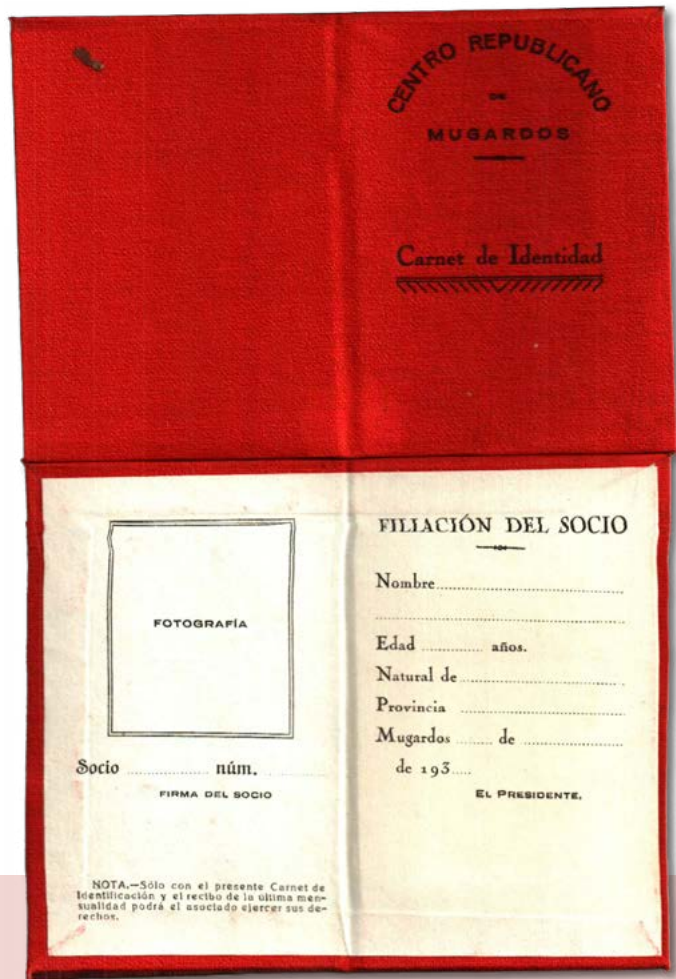 CENTRO REPUBLICANO
DE
MUGARDOS
Carnet de Identidad
FOTOGRAFÍA
Socio ............ núm. ............
FIRMA DEL SOCIO
NOTA.—Sólo con el presente Carnet de
Identificación y el recibo de la última men-
sualidad podrá el asociado ejercer sus de-
rechos.
FILIACIÓN DEL SOCIO
Nombre............
Edad ............ años.
Natural de ............
Provincia ............
Mugardos ........ de ............
de 193.....
EL PRESIDENTE.